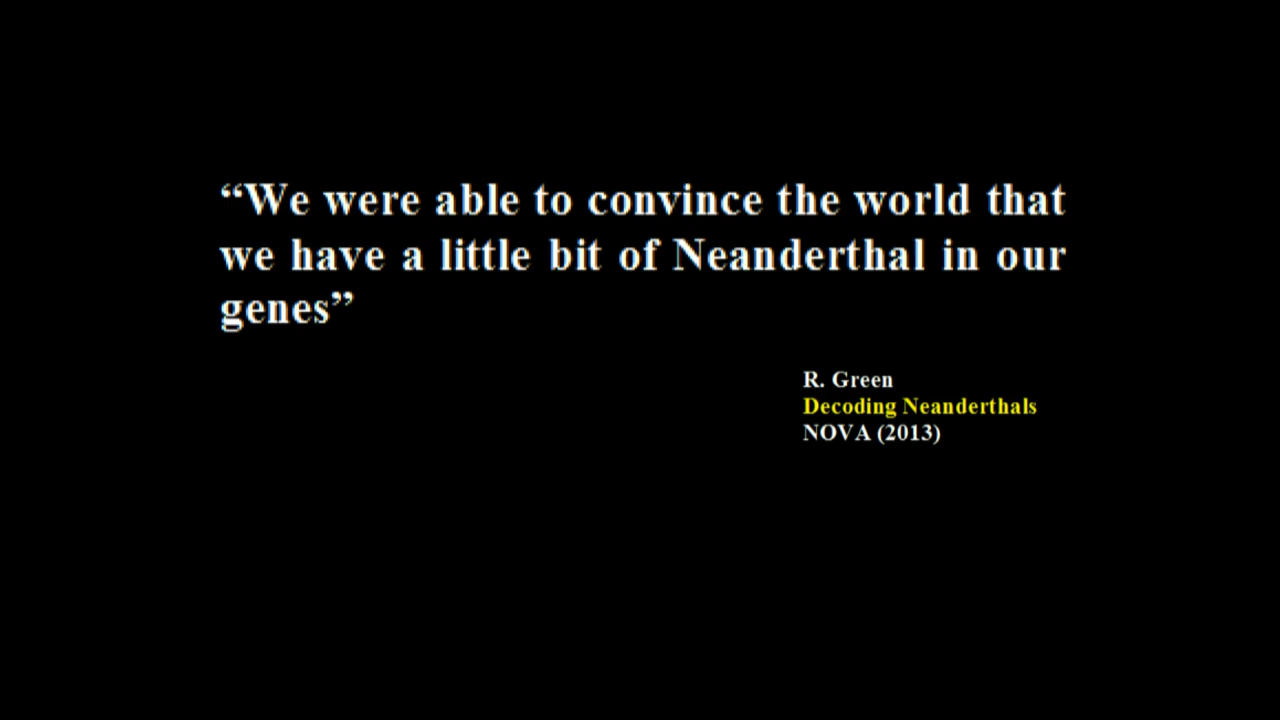 “We were able to convince the world that
we have a little bit of Neanderthal in our
genes”
R. Green
Decoding Neanderthals
NOVA (2013)